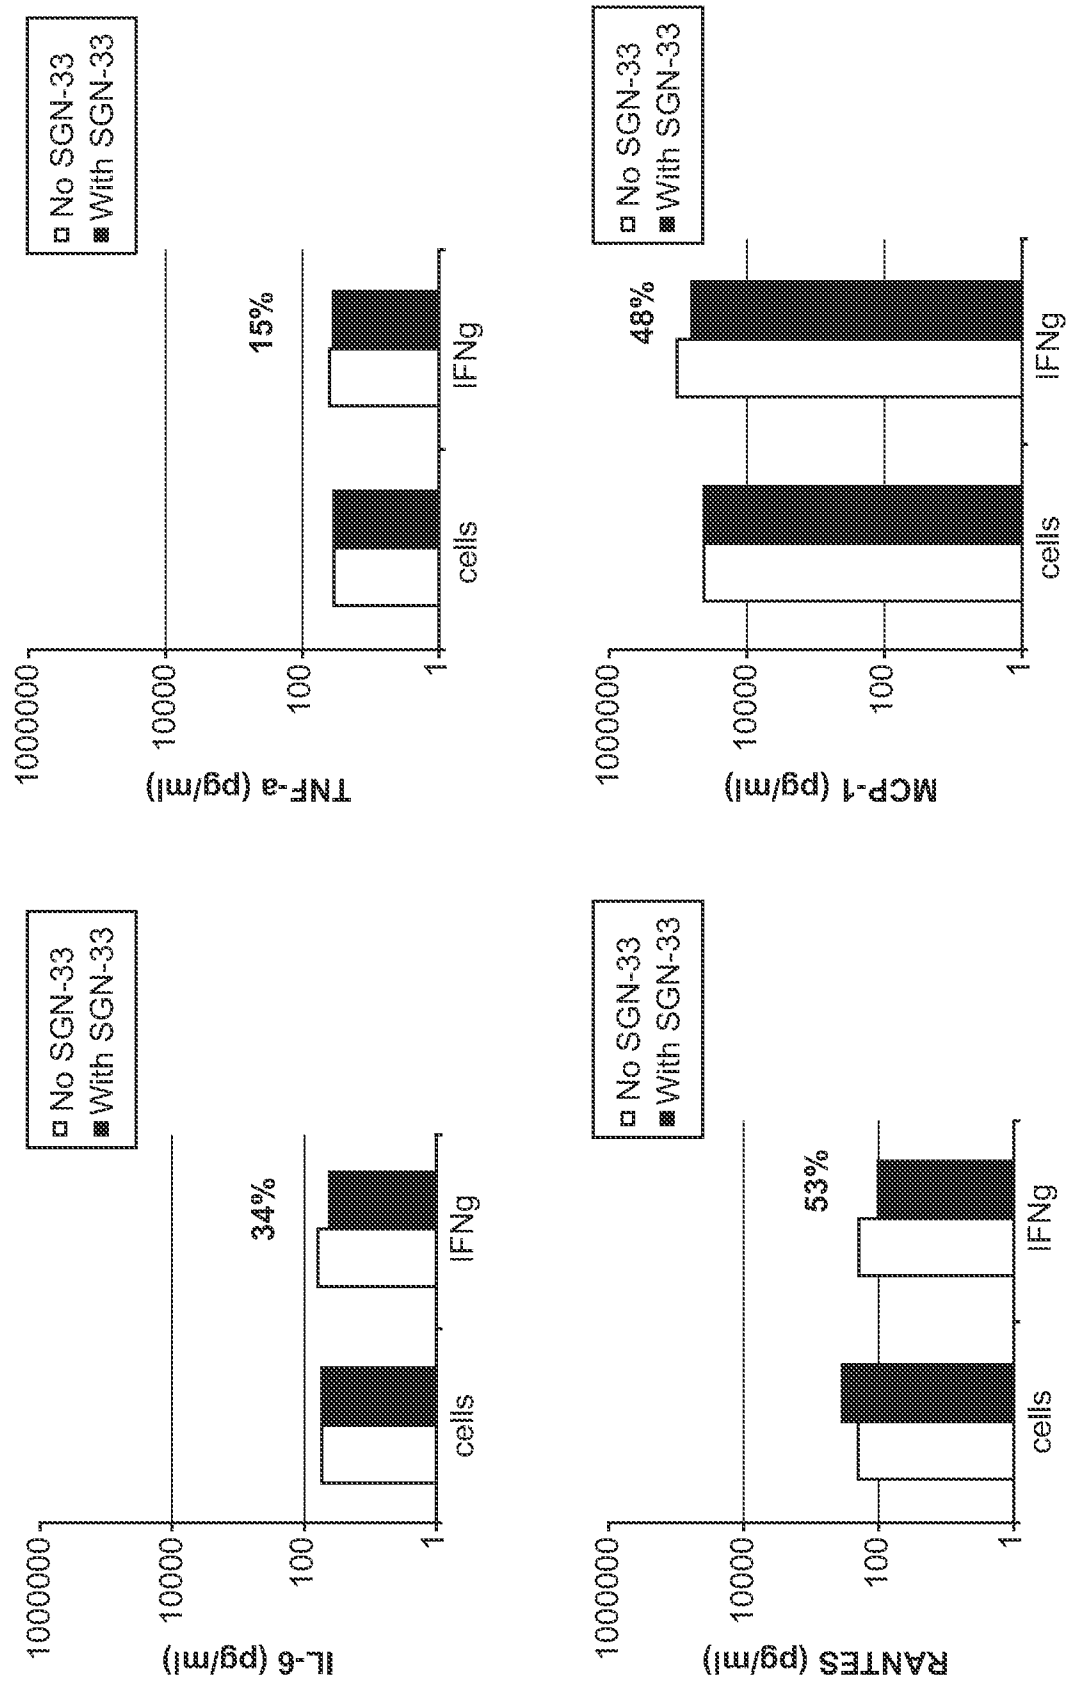 1000000
10000
100
1
IL-6 (pg/ml)
34%
cells
IFNg
No SGN-33
With SGN-33
1000000
10000
100
1
TNF-a (pg/ml)
15%
cells
IFNg
No SGN-33
With SGN-33
1000000
10000
100
1
RANTES (pg/ml)
53%
cells
IFNg
No SGN-33
With SGN-33
1000000
10000
100
1
MCP-1 (pg/ml)
48%
cells
IFNg
No SGN-33
With SGN-33